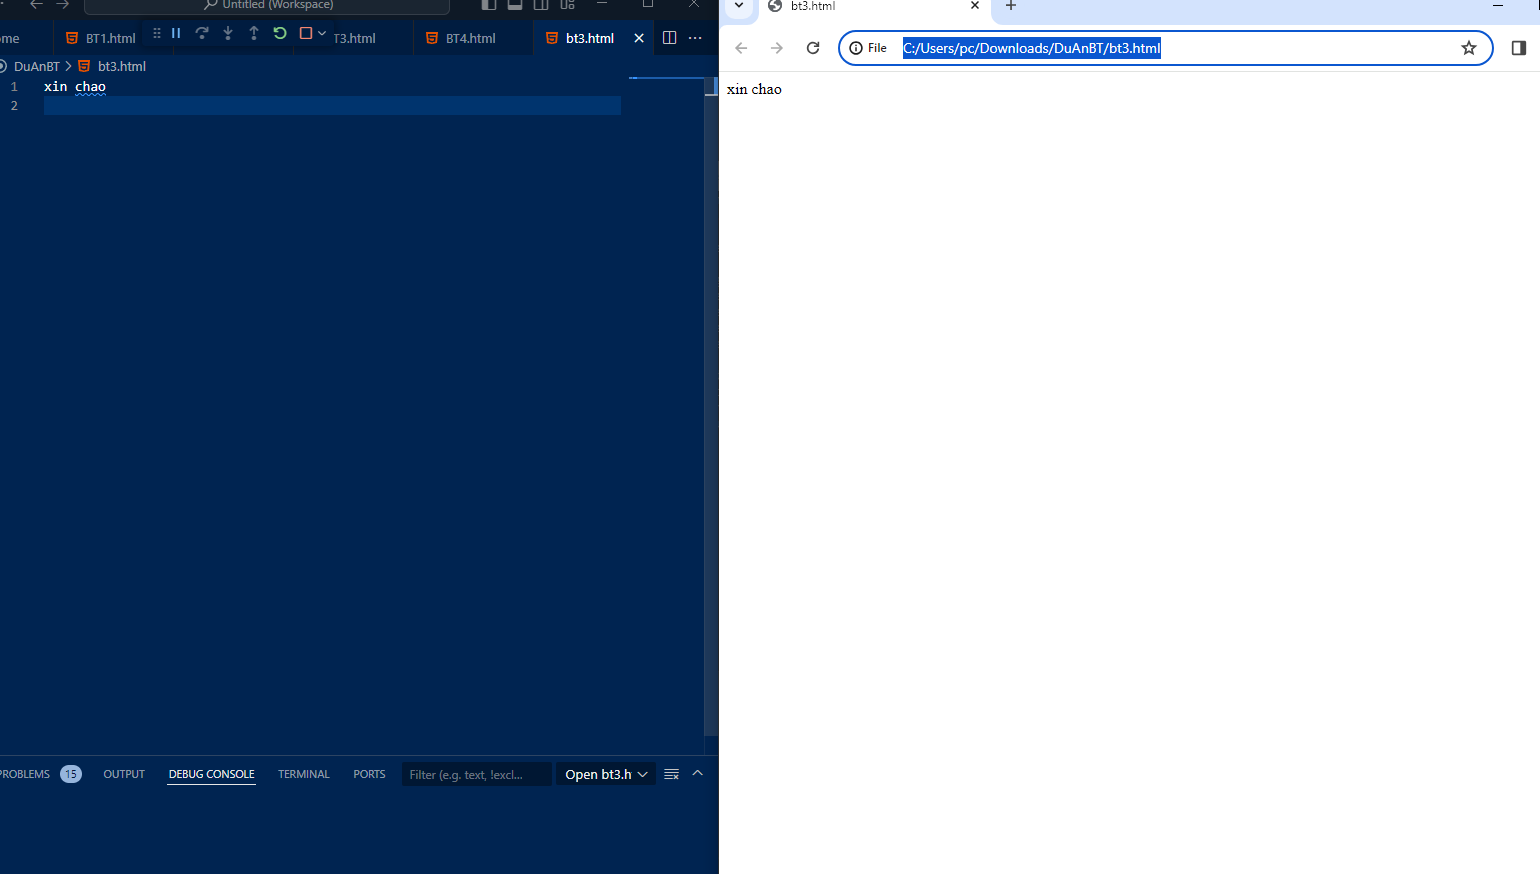 Untitled (Workspace)
ome
BT1.html
T3.html
BT4.html
bt3.html
DuAnBT > bt3.html
1 xin chao
2
PROBLEMS 15
OUTPUT
DEBUG CONSOLE
TERMINAL
PORTS
Filter (e.g. text, !excl...
Open bt3.h
bt3.html
File C:/Users/pc/Downloads/DuAnBT/bt3.html
xin chao